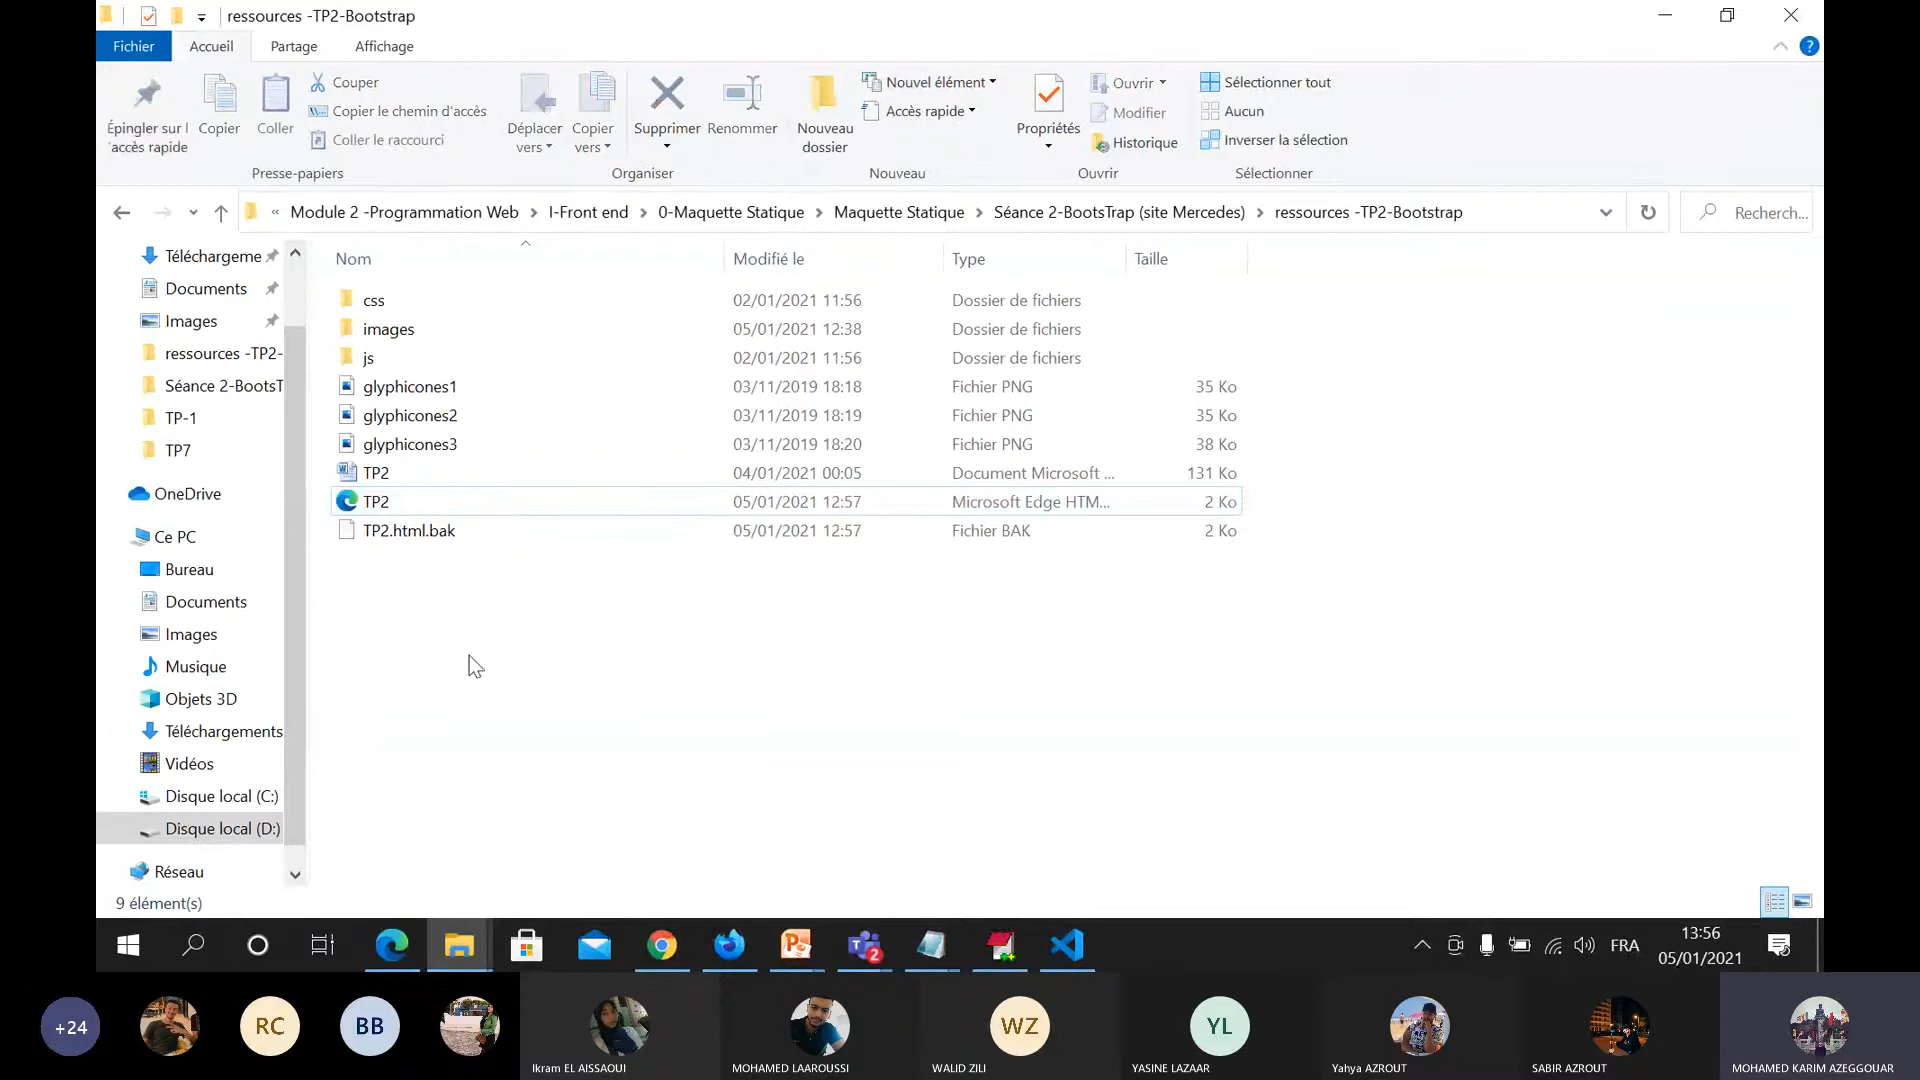 ressources -TP2-Bootstrap
Fichier
Accueil
Partage
Affichage
Épingler sur l'accès rapide
Copier
Coller
Couper
Copier le chemin d'accès
Coller le raccourci
Presse-papiers
Déplacer vers
Copier vers
Supprimer
Renommer
Organiser
Nouveau dossier
Nouvel élément
Accès rapide
Nouveau
Propriétés
Ouvrir
Modifier
Historique
Ouvrir
Sélectionner tout
Aucun
Inverser la sélection
Sélectionner
« Module 2 -Programmation Web > I-Front end > 0-Maquette Statique > Maquette Statique > Séance 2-BootsTrap (site Mercedes) > ressources -TP2-Bootstrap
Recherch...
Téléchargeme
Documents
Images
ressources -TP2-
Séance 2-BootsT
TP-1
TP7
OneDrive
Ce PC
Bureau
Documents
Images
Musique
Objets 3D
Téléchargements
Vidéos
Disque local (C:)
Disque local (D:)
Réseau
Nom Modifié le Type Taille
css 02/01/2021 11:56 Dossier de fichiers
images 05/01/2021 12:38 Dossier de fichiers
js 02/01/2021 11:56 Dossier de fichiers
glyphicones1 03/11/2019 18:18 Fichier PNG 35 Ko
glyphicones2 03/11/2019 18:19 Fichier PNG 35 Ko
glyphicones3 03/11/2019 18:20 Fichier PNG 38 Ko
TP2 04/01/2021 00:05 Document Microsoft ... 131 Ko
TP2 05/01/2021 12:57 Microsoft Edge HTM... 2 Ko
TP2.html.bak 05/01/2021 12:57 Fichier BAK 2 Ko
9 élément(s)
2
FRA
13:56
05/01/2021
+24
RC
BB
WZ
YL
Ikram EL AISSAOUI
MOHAMED LAAROUSSI
WALID ZILI
YASINE LAZAAR
Yahya AZROUT
SABIR AZROUT
MOHAMED KARIM AZEGGOUAR